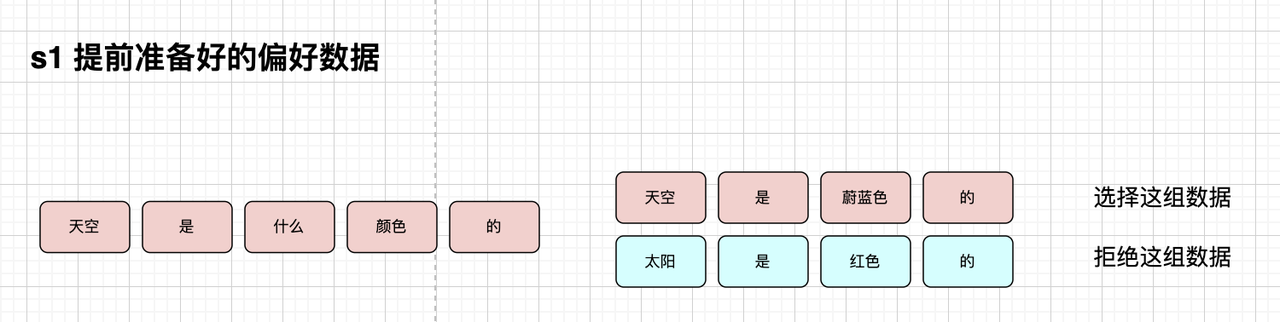 s1 提前准备好的偏好数据
天空 是 什么 颜色 的
天空 是 蔚蓝色 的 选择这组数据
太阳 是 红色 的 拒绝这组数据